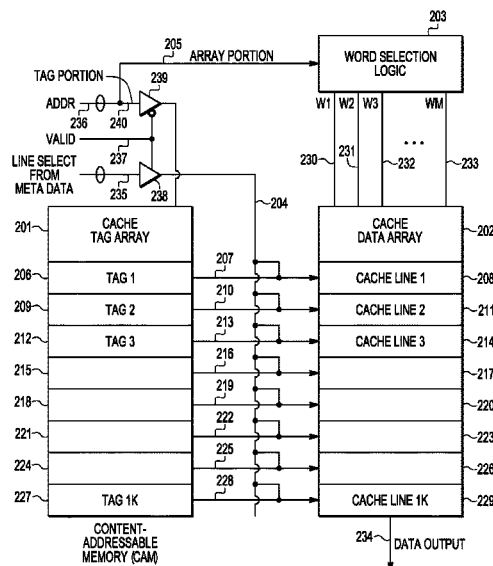 203
205
WORD SELECTION
LOGIC
ARRAY PORTION
239
TAG PORTION
ADDR
236
240
W1
W2
W3
WM
VALID
237
LINE SELECT
FROM
META DATA
235
238
204
230
231
232
...
233
201
CACHE
TAG ARRAY
CACHE
DATA ARRAY
202
206
TAG 1
207
CACHE LINE 1
208
209
TAG 2
210
CACHE LINE 2
211
212
TAG 3
213
CACHE LINE 3
214
215
216
217
218
219
220
221
222
223
224
225
226
227
TAG 1K
228
CACHE LINE 1K
229
CONTENT-
ADDRESSABLE
MEMORY (CAM)
234
DATA OUTPUT